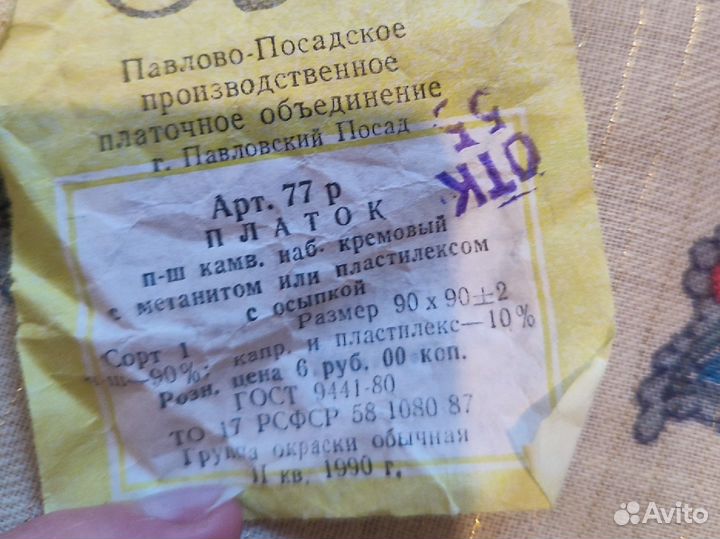 Павлово-Посадское
производственное
платочное объединение
г. Павловский Посад
ОТК
Арт. 77 р
ПЛАТОК
п-ш камв. наб. кремовый
с метанитом или пластилексом
с осыпкой
Размер 90 х 90±2
Сорт 1
—90%; капр. и пластилекс—10%
Розн. цена 6 руб. 00 коп.
ГОСТ 9441-80
ТО 17 РСФСР 58 1080 87
Группа окраски обычная
II кв. 1990 г.
Avito